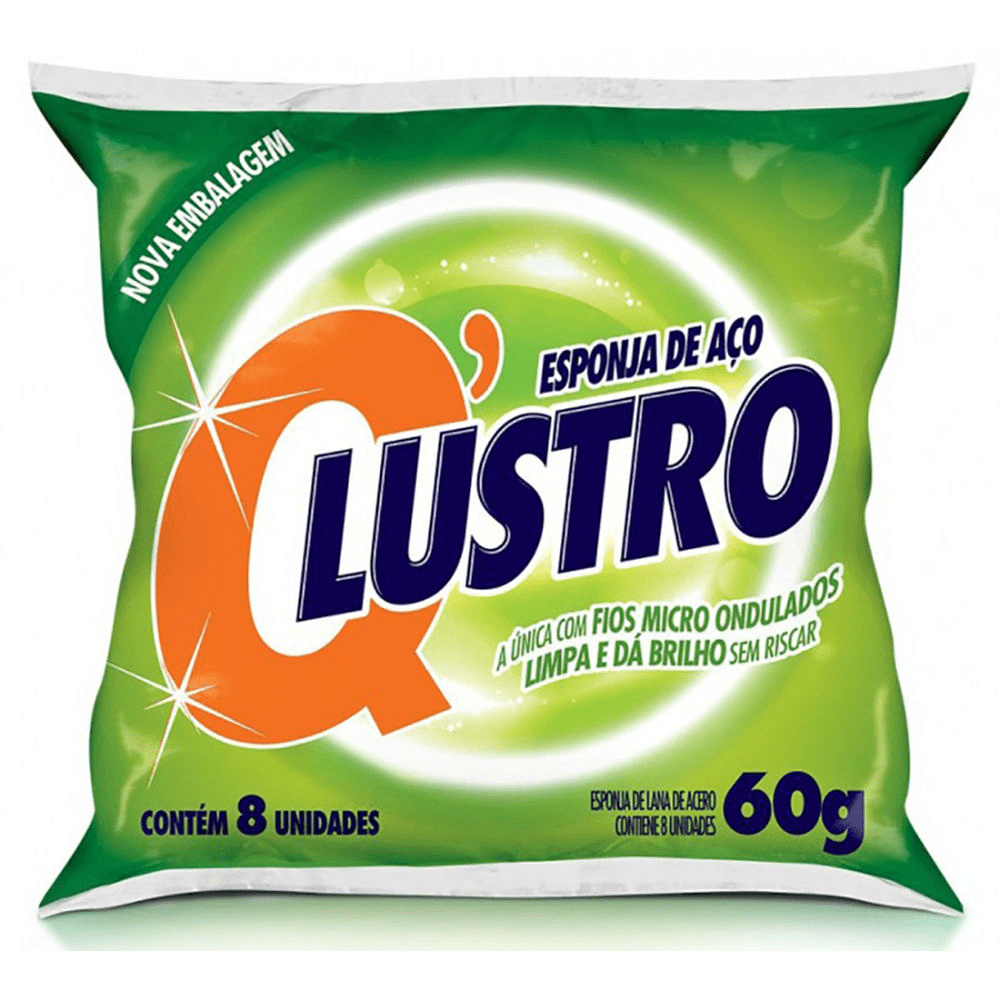 NOVA EMBALAGEM
Q'
ESPONJA DE AÇO
LUSTRO
A ÚNICA COM FIOS MICRO ONDULADOS
LIMPA E DÁ BRILHO SEM RISCAR
CONTÉM 8 UNIDADES
ESPONJA DE LANA DE ACERO
CONTIENE 8 UNIDADES
60g